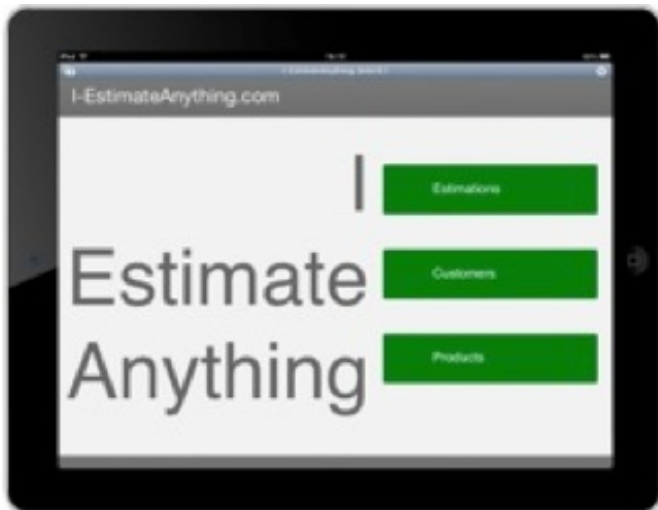 I-EstimateAnything.com
I
Estimate
Anything
Estimations
Customers
Products